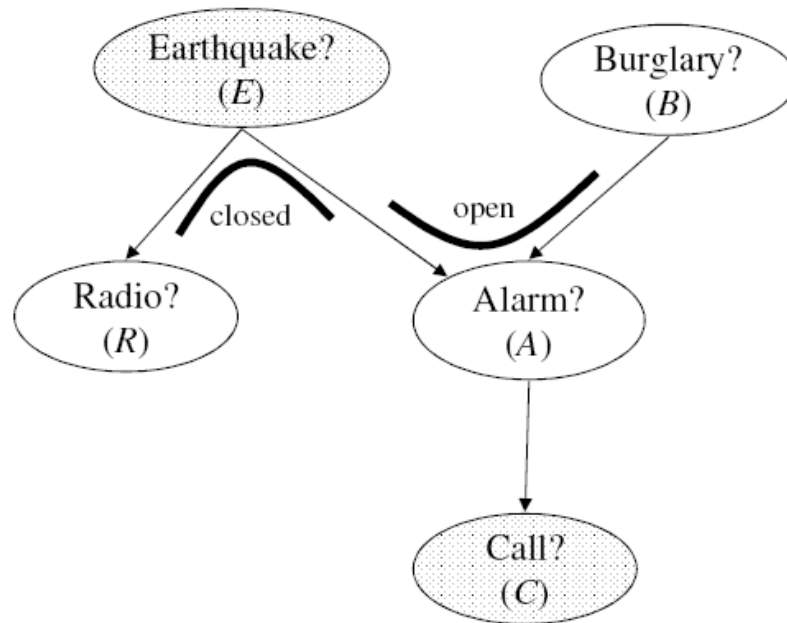 Earthquake?
(E)
Burglary?
(B)
closed
open
Radio?
(R)
Alarm?
(A)
Call?
(C)